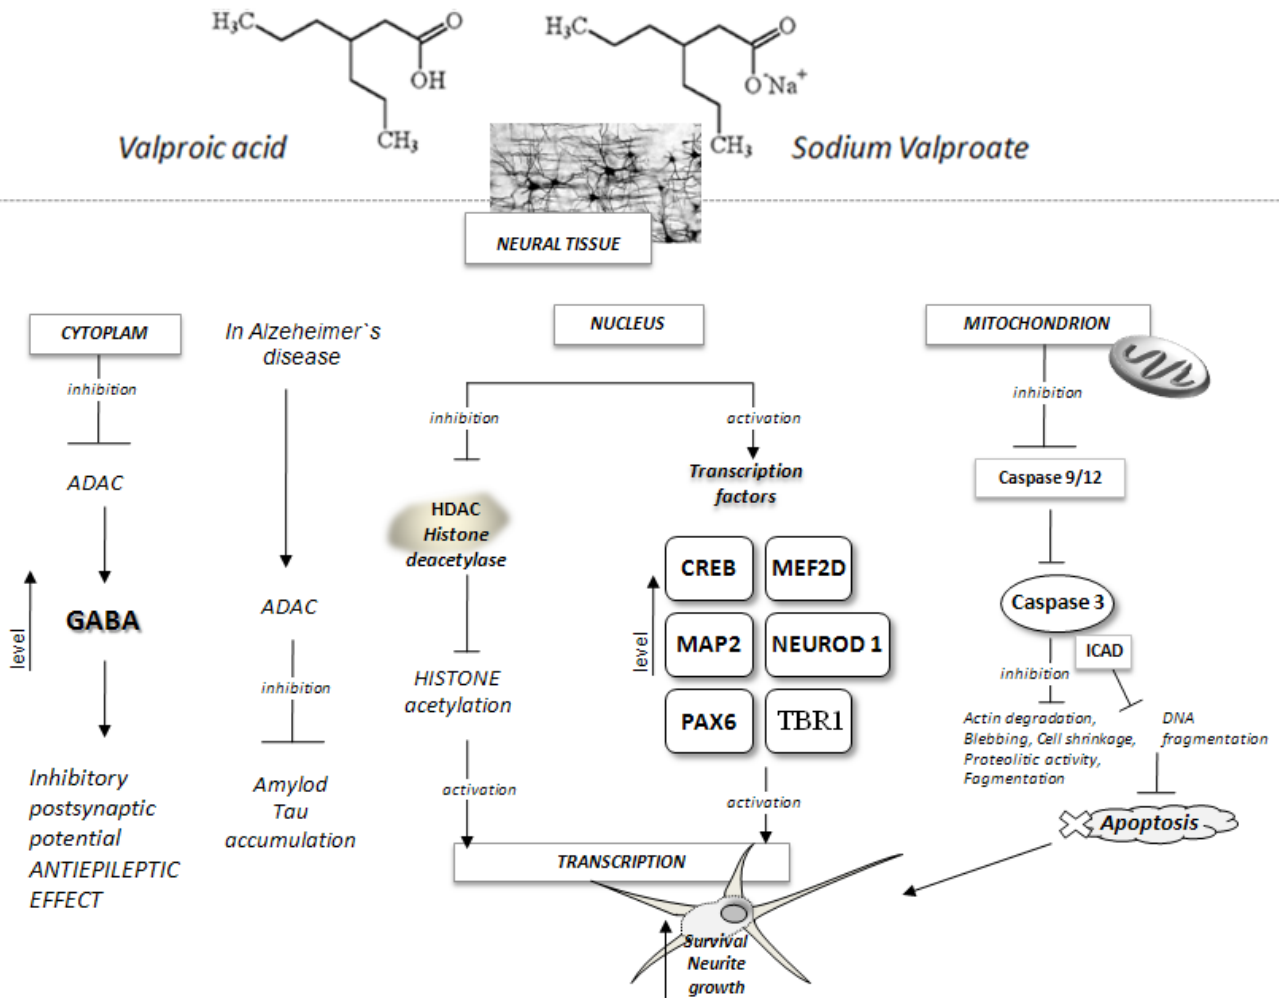 H₃C
O
OH
CH₃
Valproic acid
H₃C
O
O⁻Na⁺
CH₃
Sodium Valproate
NEURAL TISSUE
CYTOPLAM
inhibition
ADAC
level
GABA
Inhibitory
postsynaptic
potential
ANTIEPILEPTIC
EFFECT
In Alzeheimer`s
disease
ADAC
inhibition
Amylod
Tau
accumulation
NUCLEUS
inhibition
HDAC
Histone
deacetylase
HISTONE
acetylation
activation
activation
Transcription
factors
level
CREB
MEF2D
MAP2
NEUROD 1
PAX6
TBR1
activation
TRANSCRIPTION
Survival
Neurite
growth
MITOCHONDRION
inhibition
Caspase 9/12
Caspase 3
ICAD
inhibition
Actin degradation,
Blebbing, Cell shrinkage,
Proteolitic activity,
Fagmentation
DNA
fragmentation
Apoptosis